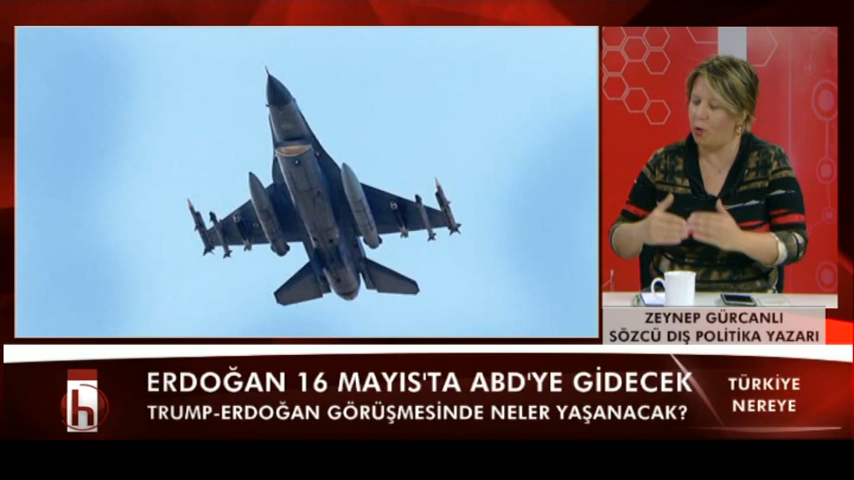 ZEYNEP GÜRCANLI
SÖZCÜ DIŞ POLİTİKA YAZARI
h
ERDOĞAN 16 MAYIS'TA ABD'YE GİDECEK
TRUMP-ERDOĞAN GÖRÜŞMESİNDE NELER YAŞANACAK?
TÜRKİYE
NEREYE